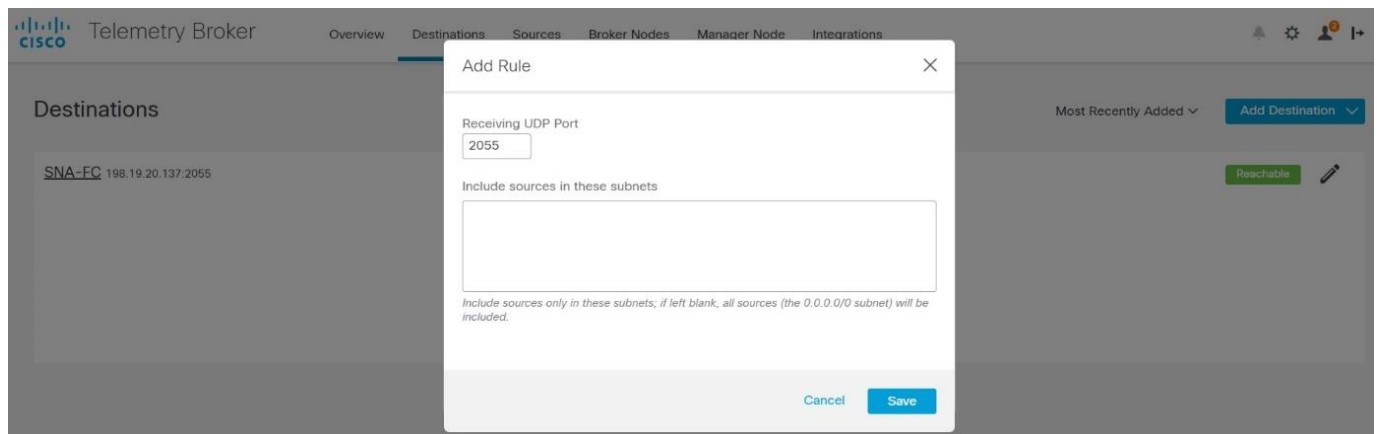 CISCO Telemetry Broker Overview Destinations Sources Broker Nodes Manager Node Integrations 2
Add Rule
Destinations
Most Recently Added Add Destination
Receiving UDP Port
2055
SNA-FC 198.19.20.137:2055
Reachable
Include sources in these subnets
Include sources only in these subnets; if left blank, all sources (the 0.0.0.0/0 subnet) will be
included.
Cancel Save